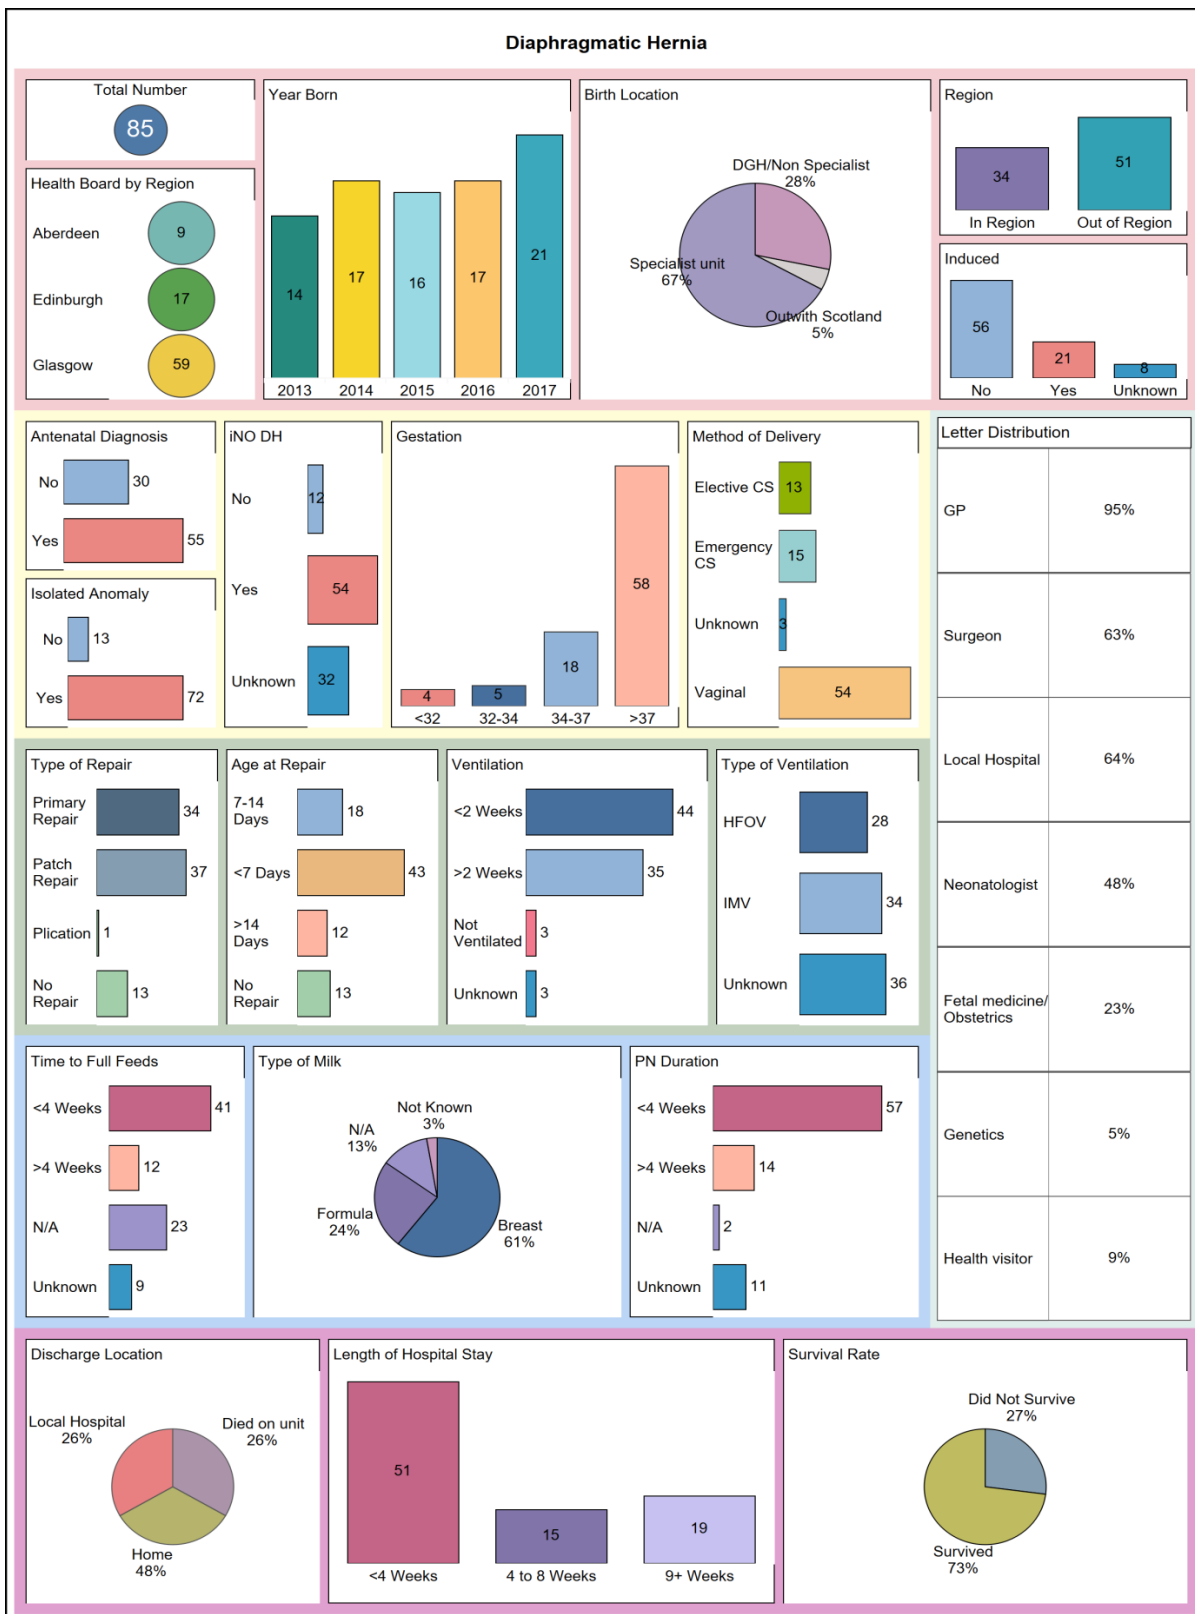 Diaphragmatic Hernia
Total Number
85
Health Board by Region
Aberdeen
9
Edinburgh
17
Glasgow
59
Year Born
14
17
16
17
21
2013
2014
2015
2016
2017
Birth Location
DGH/Non Specialist
28%
Specialist unit
67%
Outwith Scotland
5%
Region
34
51
In Region
Out of Region
Induced
56
21
8
No
Yes
Unknown
Antenatal Diagnosis
No
30
Yes
55
Isolated Anomaly
No
13
Yes
72
iNO DH
No
12
Yes
54
Unknown
32
Gestation
4
5
18
58
<32
32-34
34-37
>37
Method of Delivery
Elective CS
13
Emergency
CS
15
Unknown
3
Vaginal
54
Letter Distribution
GP
95%
Surgeon
63%
Local Hospital
64%
Neonatologist
48%
Fetal medicine/
Obstetrics
23%
Genetics
5%
Health visitor
9%
Type of Repair
Primary
Repair
34
Patch
Repair
37
Plication
1
No
Repair
13
Age at Repair
7-14
Days
18
<7 Days
43
>14
Days
12
No
Repair
13
Ventilation
<2 Weeks
44
>2 Weeks
35
Not
Ventilated
3
Unknown
3
Type of Ventilation
HFOV
28
IMV
34
Unknown
36
Time to Full Feeds
<4 Weeks
41
>4 Weeks
12
N/A
23
Unknown
9
Type of Milk
Not Known
3%
N/A
13%
Formula
24%
Breast
61%
PN Duration
<4 Weeks
57
>4 Weeks
14
N/A
2
Unknown
11
Discharge Location
Local Hospital
26%
Died on unit
26%
Home
48%
Length of Hospital Stay
51
15
19
<4 Weeks
4 to 8 Weeks
9+ Weeks
Survival Rate
Did Not Survive
27%
Survived
73%